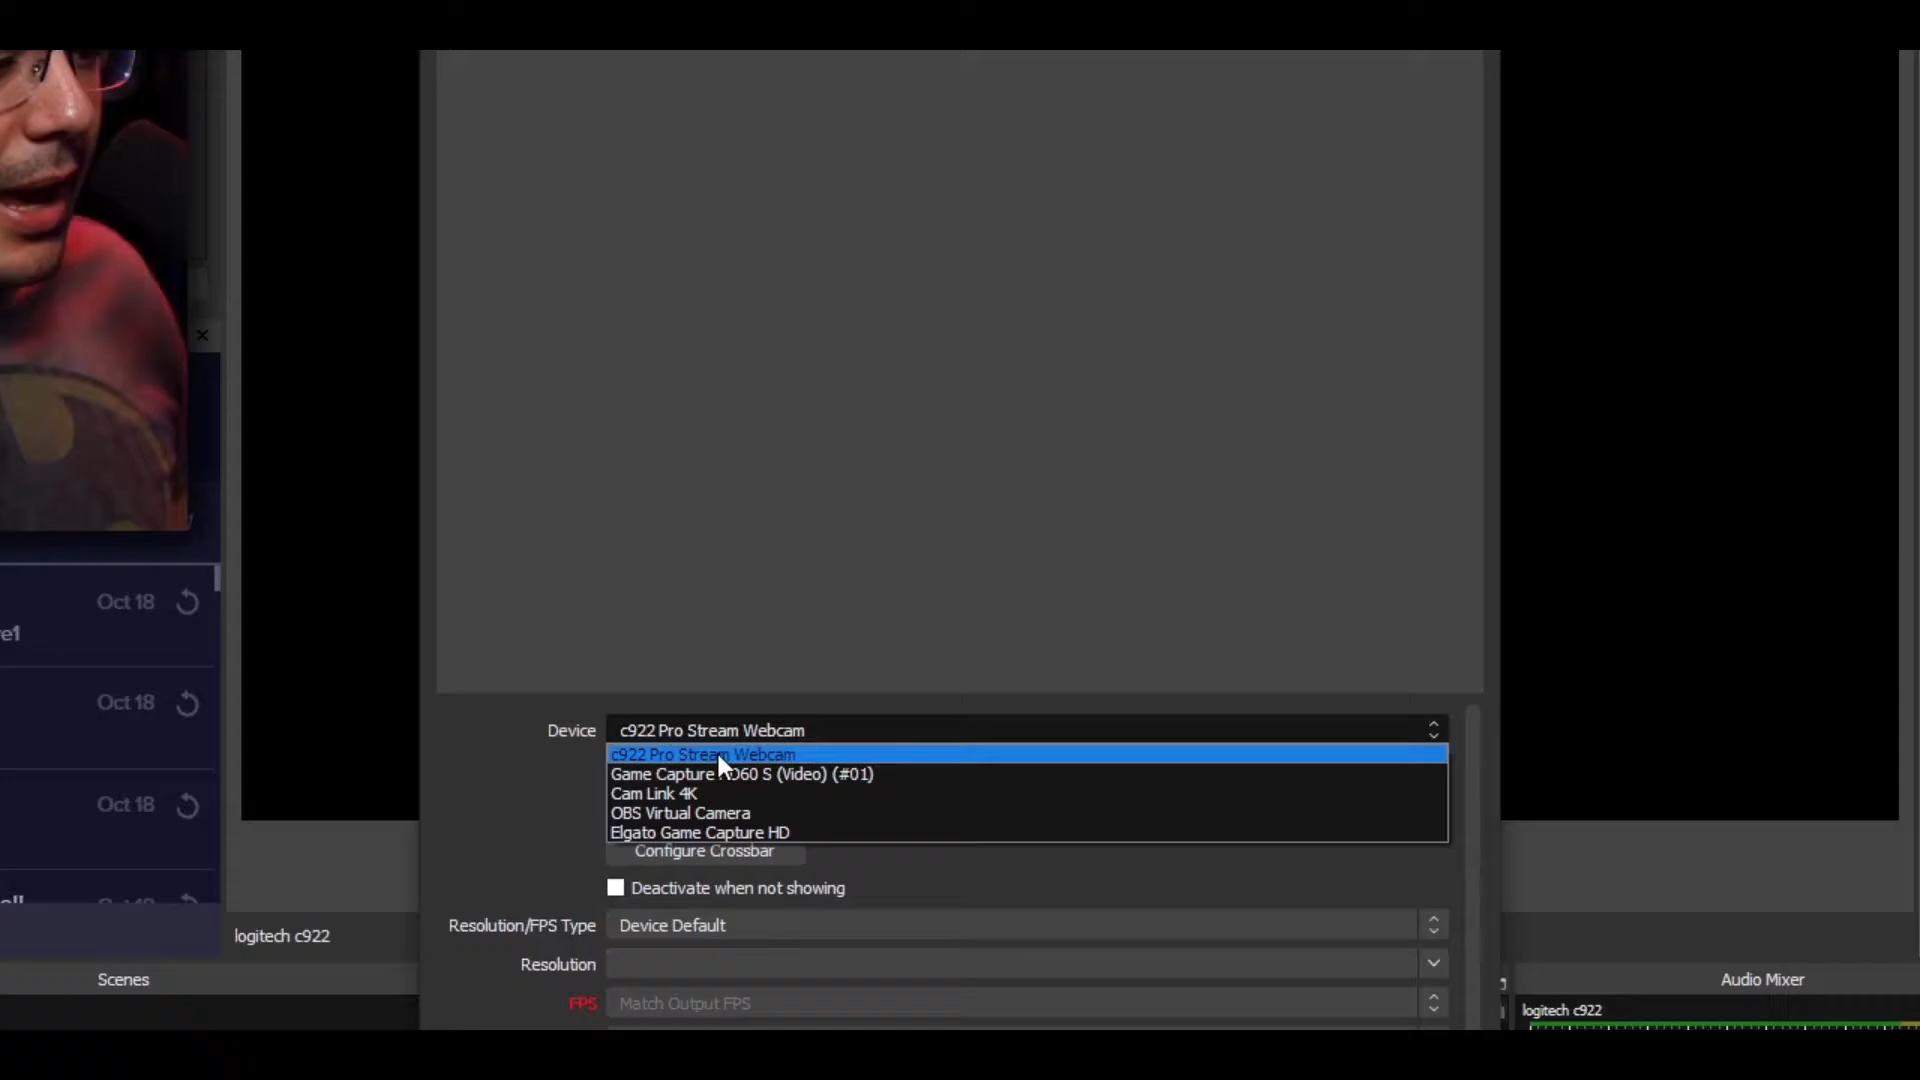 Oct 18
e1
Oct 18
Oct 18
logitech c922
Scenes
Device
c922 Pro Stream Webcam
c922 Pro Stream Webcam
Game Capture 60 S (Video) (#01)
Cam Link 4K
OBS Virtual Camera
Elgato Game Capture HD
Configure Crossbar
Deactivate when not showing
Resolution/FPS Type
Device Default
Resolution
FPS
Match Output FPS
Audio Mixer
logitech c922